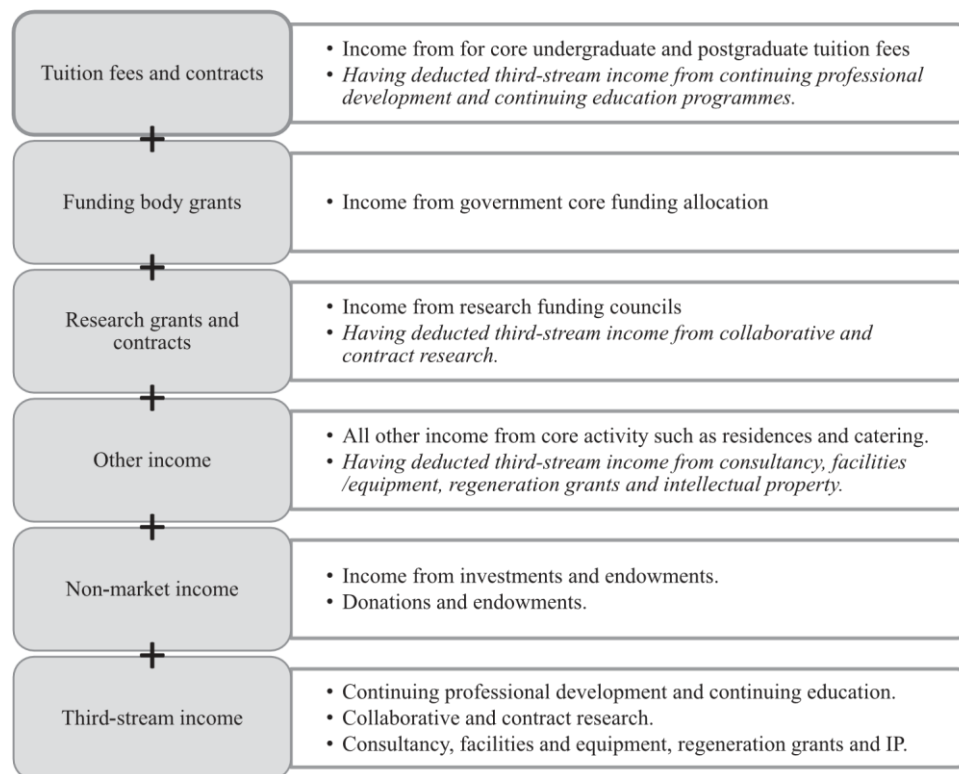 Tuition fees and contracts
• Income from for core undergraduate and postgraduate tuition fees
• Having deducted third-stream income from continuing professional
development and continuing education programmes.
+
Funding body grants
• Income from government core funding allocation
+
Research grants and
contracts
• Income from research funding councils
• Having deducted third-stream income from collaborative and
contract research.
+
Other income
• All other income from core activity such as residences and catering.
• Having deducted third-stream income from consultancy, facilities
/equipment, regeneration grants and intellectual property.
+
Non-market income
• Income from investments and endowments.
• Donations and endowments.
+
Third-stream income
• Continuing professional development and continuing education.
• Collaborative and contract research.
• Consultancy, facilities and equipment, regeneration grants and IP.